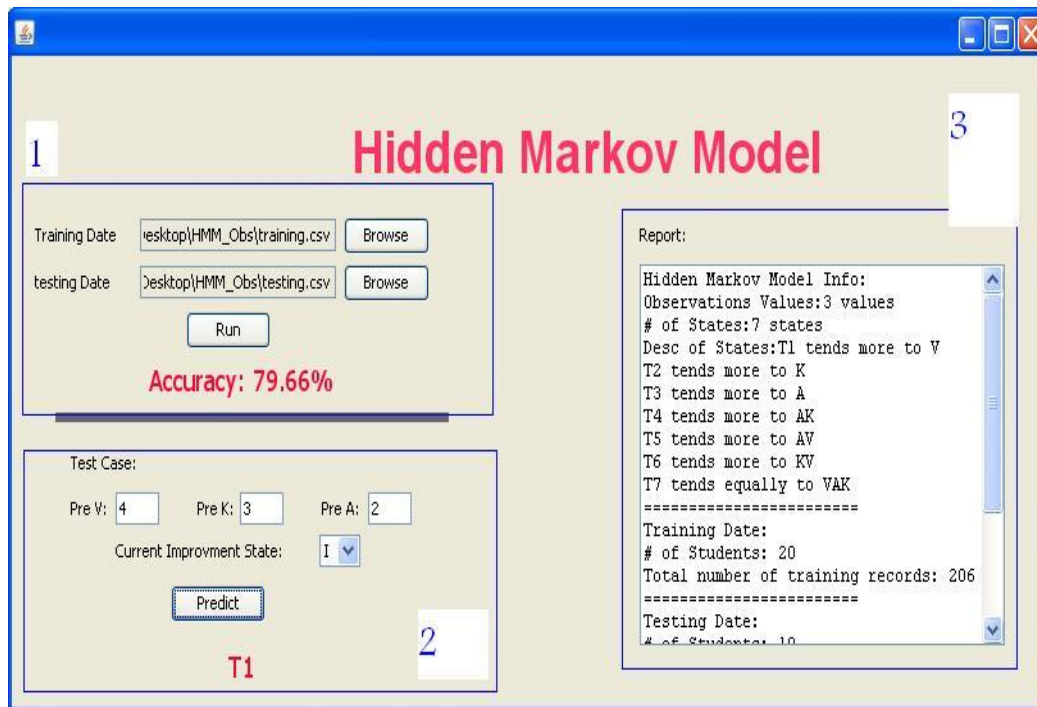 1
Hidden Markov Model
3
Training Date
esktop\HMM_Obs\training.csv
Browse
testing Date
Desktop\HMM_Obs\testing.csv
Browse
Run
Accuracy: 79.66%
Test Case:
Pre V: 4
Pre K: 3
Pre A: 2
Current Improvment State: I
Predict
2
T1
Report:
Hidden Markov Model Info:
Observations Values:3 values
# of States:7 states
Desc of States:T1 tends more to V
T2 tends more to K
T3 tends more to A
T4 tends more to AK
T5 tends more to AV
T6 tends more to KV
T7 tends equally to VAK
========================
Training Date:
# of Students: 20
Total number of training records: 206
========================
Testing Date:
# of Students: 10